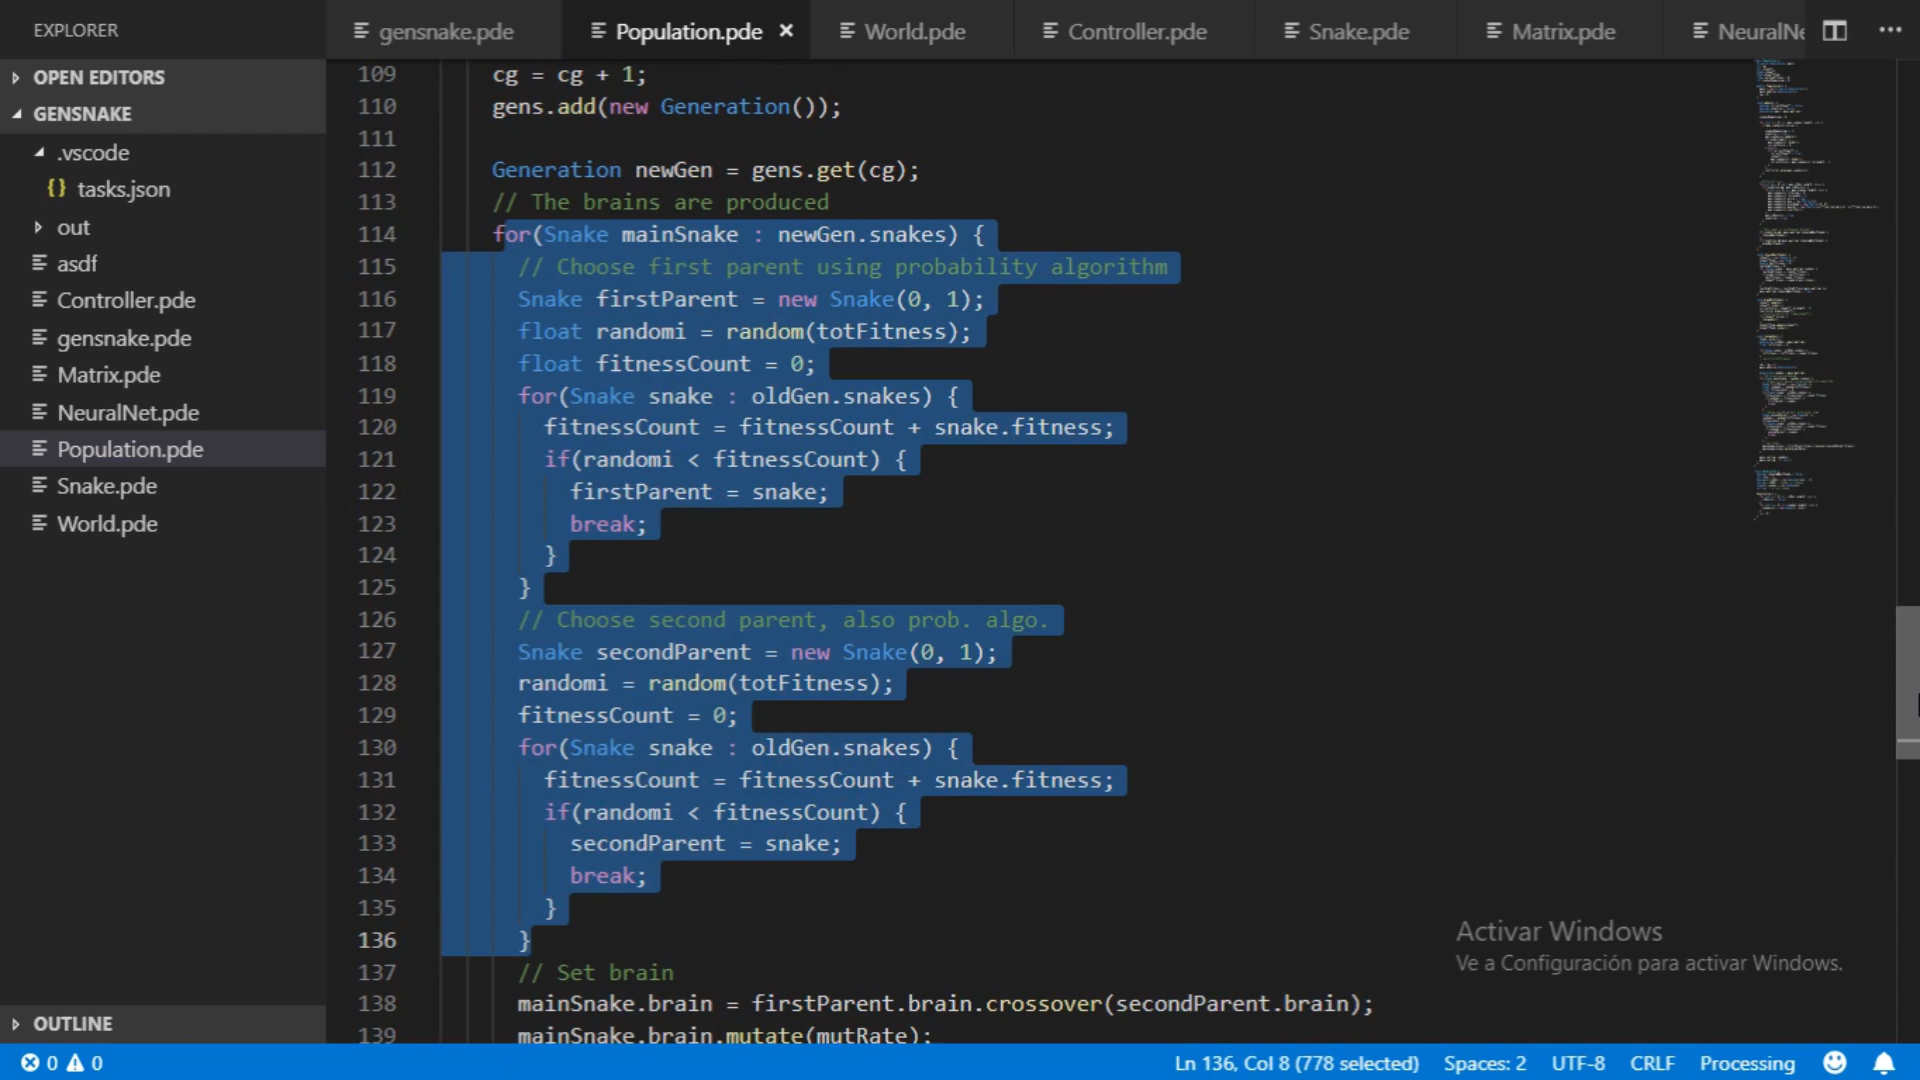 EXPLORER
gensnake.pde
Population.pde ×
World.pde
Controller.pde
Snake.pde
Matrix.pde
NeuralNe
OPEN EDITORS
GENSNAKE
.vscode
{} tasks.json
out
asdf
Controller.pde
gensnake.pde
Matrix.pde
NeuralNet.pde
Population.pde
Snake.pde
World.pde
OUTLINE
109 cg = cg + 1;
110 gens.add(new Generation());
111
112 Generation newGen = gens.get(cg);
113 // The brains are produced
114 for(Snake mainSnake : newGen.snakes) {
115 // Choose first parent using probability algorithm
116 Snake firstParent = new Snake(0, 1);
117 float randomi = random(totFitness);
118 float fitnessCount = 0;
119 for(Snake snake : oldGen.snakes) {
120 fitnessCount = fitnessCount + snake.fitness;
121 if(randomi < fitnessCount) {
122 firstParent = snake;
123 break;
124 }
125 }
126 // Choose second parent, also prob. algo.
127 Snake secondParent = new Snake(0, 1);
128 randomi = random(totFitness);
129 fitnessCount = 0;
130 for(Snake snake : oldGen.snakes) {
131 fitnessCount = fitnessCount + snake.fitness;
132 if(randomi < fitnessCount) {
133 secondParent = snake;
134 break;
135 }
136 }
137 // Set brain
138 mainSnake.brain = firstParent.brain.crossover(secondParent.brain);
139 mainSnake.brain.mutate(mutRate);
Activar Windows
Ve a Configuración para activar Windows.
0 0
Ln 136, Col 8 (778 selected)
Spaces: 2
UTF-8
CRLF
Processing